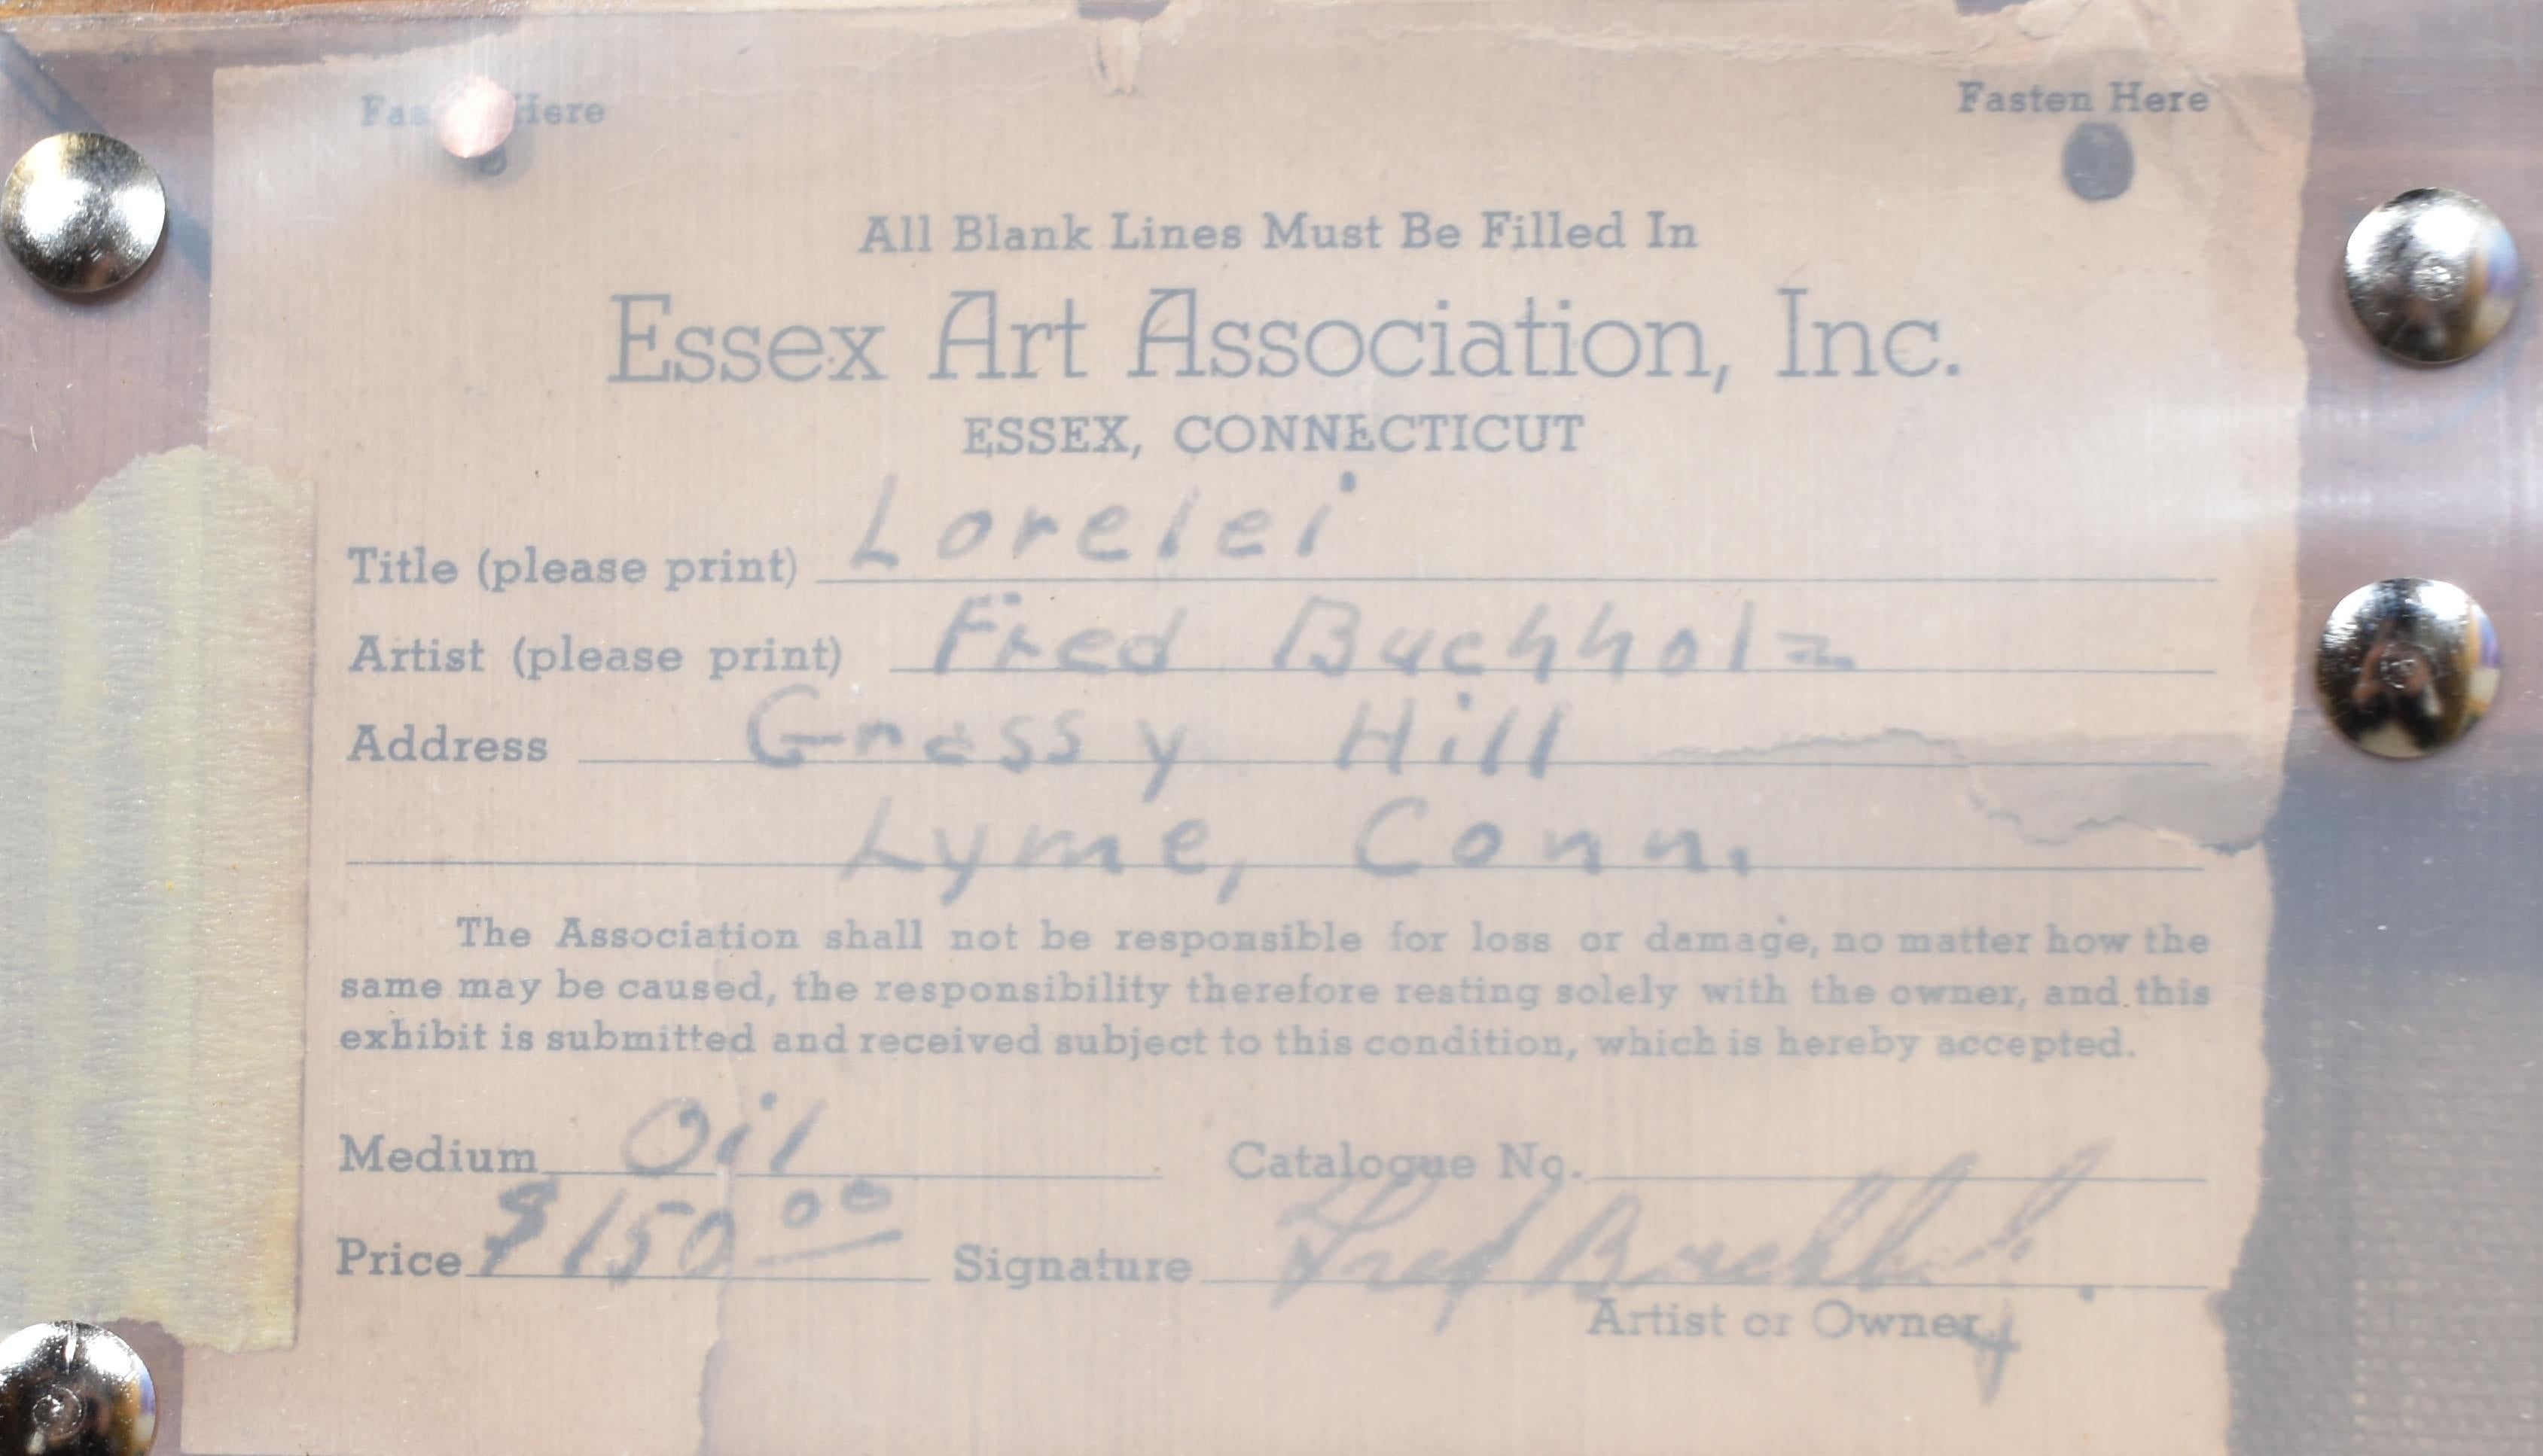 Fasten Here Fasten Here
All Blank Lines Must Be Filled In
Essex Art Association, Inc.
ESSEX, CONNECTICUT
Title (please print) Lorelei
Artist (please print) Fred Buchholz
Address Grassy Hill
Lyme, Conn.
The Association shall not be responsible for loss or damage, no matter how the
same may be caused, the responsibility therefore resting solely with the owner, and this
exhibit is submitted and received subject to this condition, which is hereby accepted.
Medium Oil Catalogue No.
Price $150.00 Signature Fred Buchholz
Artist or Owner